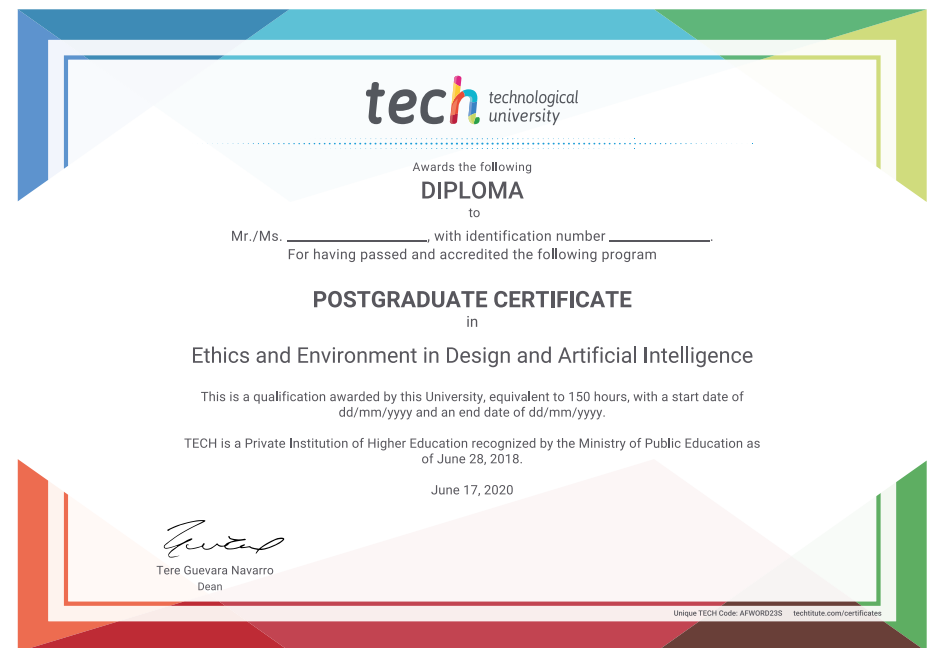 tech technological
university
Awards the following
DIPLOMA
to
Mr./Ms. ____________________, with identification number ______________.
For having passed and accredited the following program
POSTGRADUATE CERTIFICATE
in
Ethics and Environment in Design and Artificial Intelligence
This is a qualification awarded by this University, equivalent to 150 hours, with a start date of
dd/mm/yyyy and an end date of dd/mm/yyyy.
TECH is a Private Institution of Higher Education recognized by the Ministry of Public Education as
of June 28, 2018.
June 17, 2020
Tere Guevara Navarro
Dean
Unique TECH Code: AFWORD23S techtitute.com/certificates